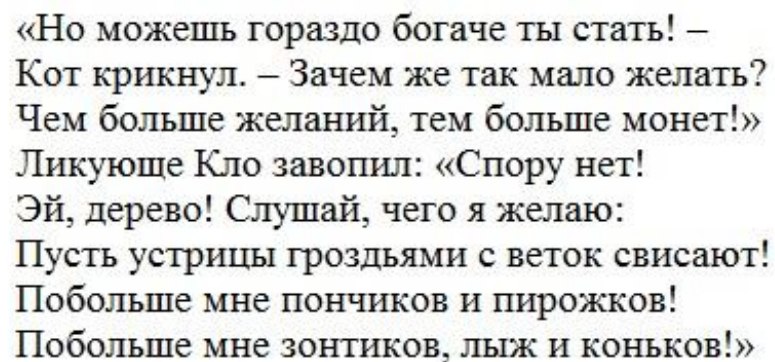 «Но можешь гораздо богаче ты стать! –
Кот крикнул. – Зачем же так мало желать?
Чем больше желаний, тем больше монет!»
Ликующе Кло завопил: «Спору нет!
Эй, дерево! Слушай, чего я желаю:
Пусть устрицы гроздьями с веток свисают!
Побольше мне пончиков и пирожков!
Побольше мне зонтиков, лыж и коньков!»